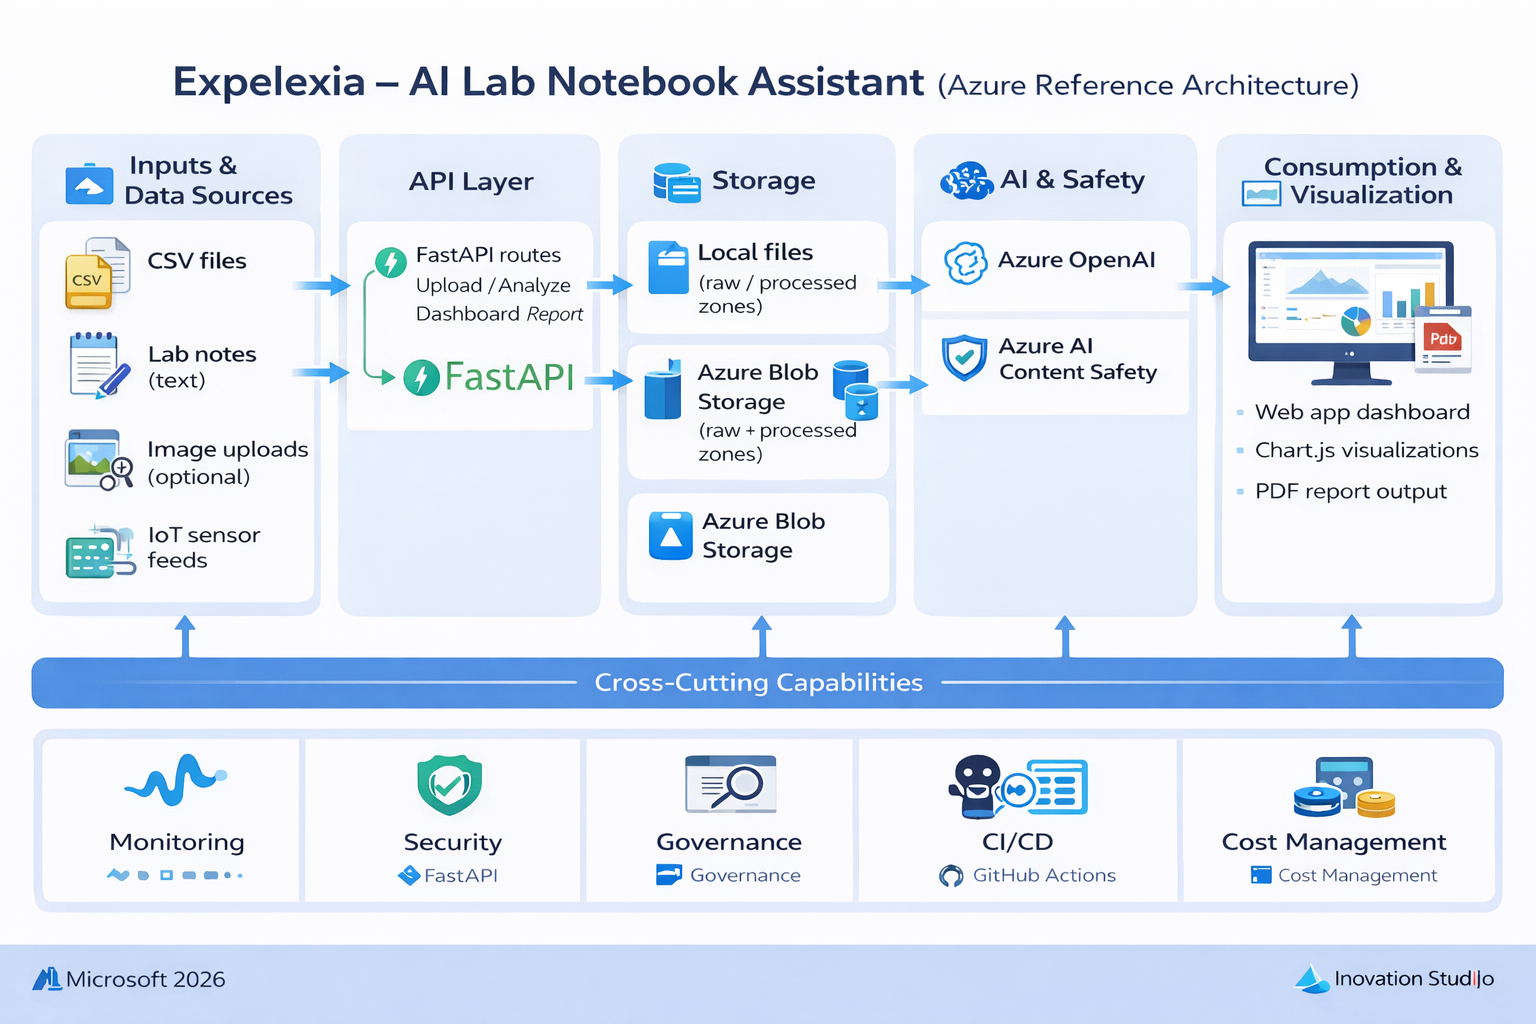 Expelexia – AI Lab Notebook Assistant (Azure Reference Architecture)
Inputs &
Data Sources
CSV files
CSV
Lab notes
(text)
Image uploads
(optional)
IoT sensor
feeds
API Layer
FastAPI routes
Upload / Analyze
Dashboard Report
FastAPI
Storage
Local files
(raw / processed
zones)
Azure Blob
Storage
(raw + processed
zones)
Azure Blob
Storage
AI & Safety
Azure OpenAI
Azure AI
Content Safety
Consumption &
Visualization
Web app dashboard
Chart.js visualizations
PDF report output
Cross-Cutting Capabilities
Monitoring
Security
FastAPI
Governance
Governance
CI/CD
GitHub Actions
Cost Management
Cost Management
Microsoft 2026
Inovation